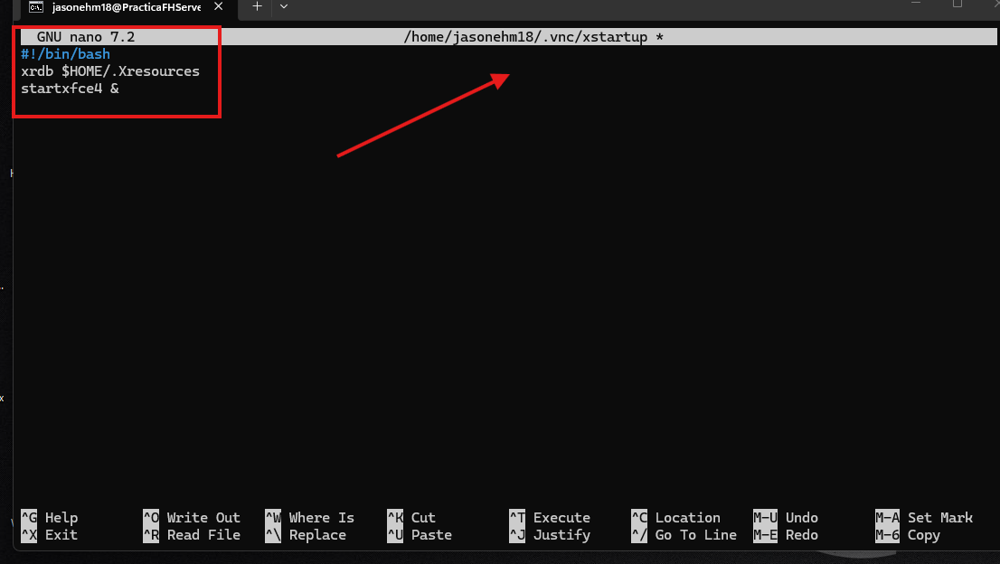 jasonehm18@PracticaFHServe
GNU nano 7.2 /home/jasonehm18/.vnc/xstartup *
#!/bin/bash
xrdb $HOME/.Xresources
startxfce4 &
^G Help ^O Write Out ^W Where Is ^K Cut ^T Execute ^C Location M-U Undo M-A Set Mark
^X Exit ^R Read File ^\ Replace ^U Paste ^J Justify ^/ Go To Line M-E Redo M-6 Copy